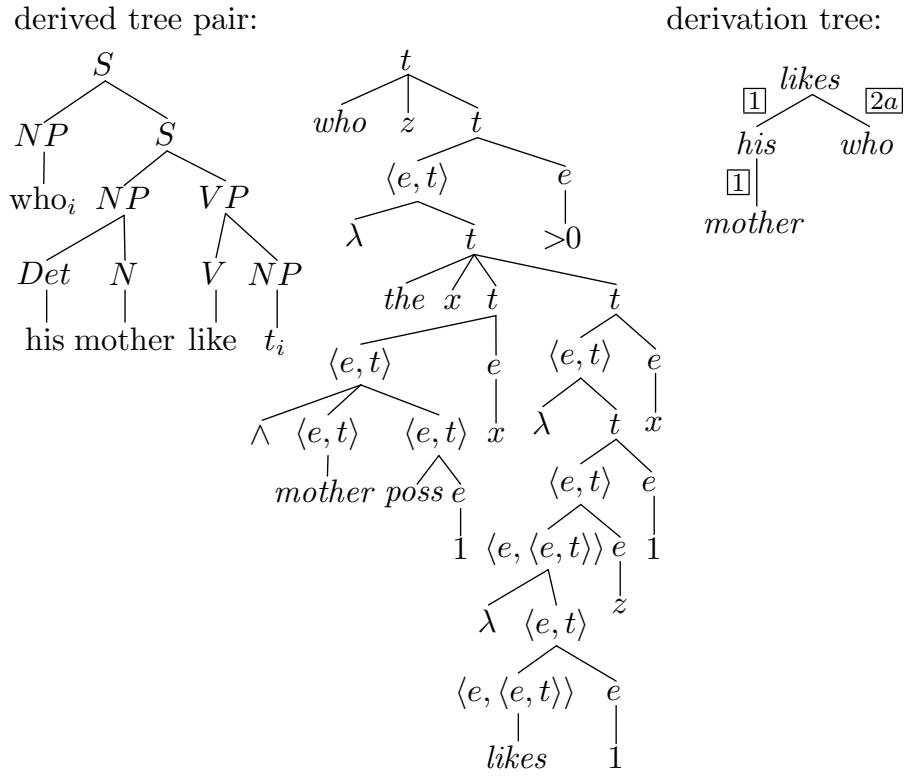 derived tree pair:
derivation tree:
S
NP S
who_i NP VP
Det N V NP
his mother like t_i
t
who z t
⟨e, t⟩ e
λ t >0
the x t t
⟨e, t⟩ e ⟨e, t⟩ e
∧ ⟨e, t⟩ ⟨e, t⟩ x λ t x
mother poss e ⟨e, t⟩ e
1 ⟨e, ⟨e, t⟩⟩ e 1
λ ⟨e, t⟩ z
⟨e, ⟨e, t⟩⟩ e
likes 1
likes
1 2a
his who
1
mother